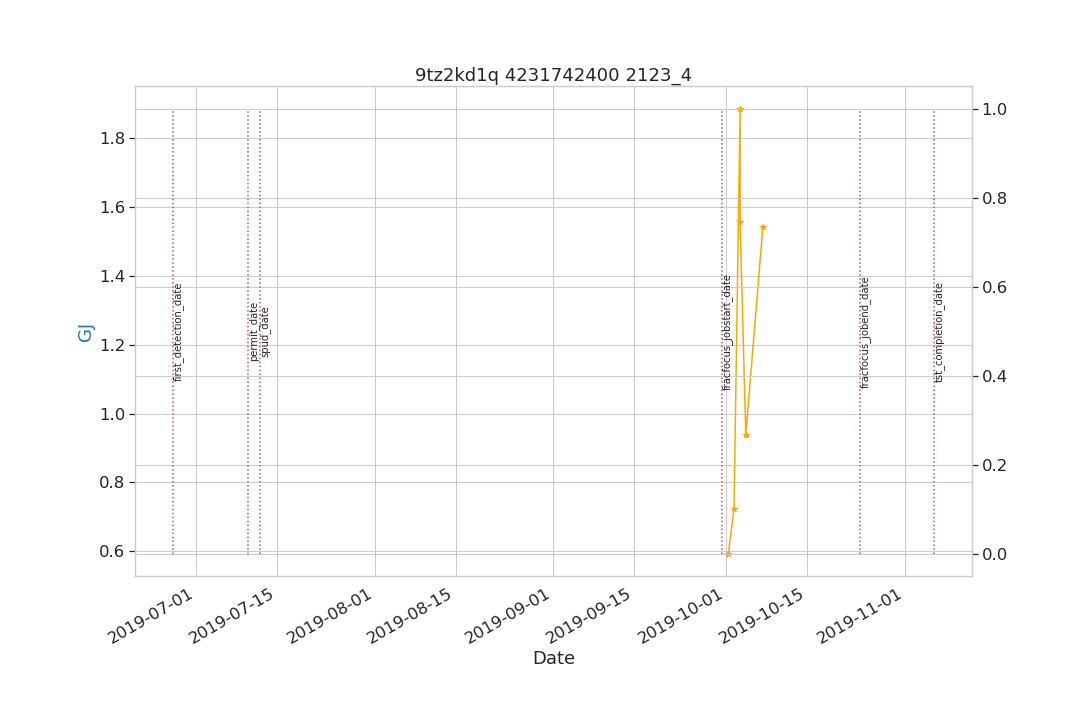 9tz2kd1q 4231742400 2123_4
GJ
1.8
1.6
1.4
1.2
1.0
0.8
0.6
1.0
0.8
0.6
0.4
0.2
0.0
first_detection_date
permit_date
spud_date
fracfocus_jobstart_date
fracfocus_jobend_date
tst_completion_date
2019-07-01
2019-07-15
2019-08-01
2019-08-15
2019-09-01
2019-09-15
2019-10-01
2019-10-15
2019-11-01
Date